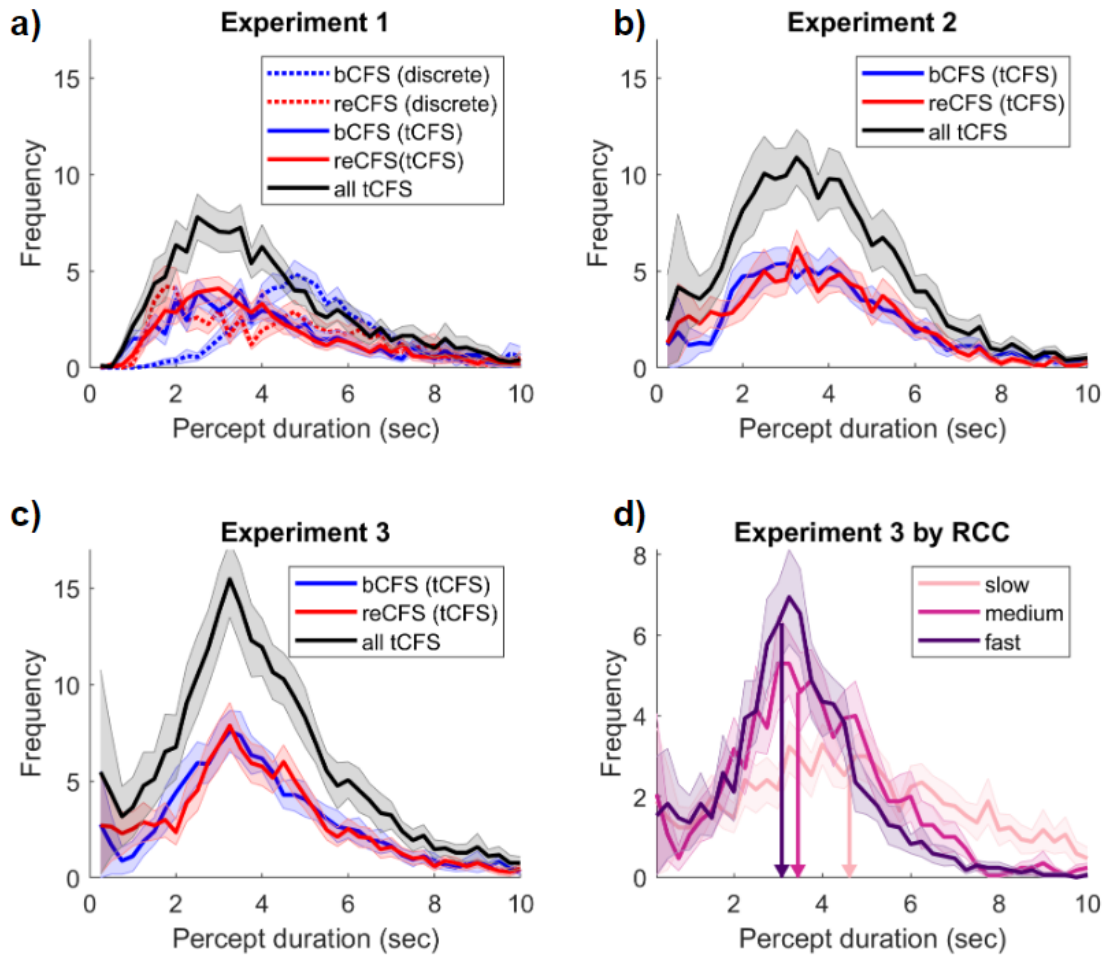 a)
Experiment 1
bCFS (discrete)
reCFS (discrete)
bCFS (tCFS)
reCFS(tCFS)
all tCFS
15
10
5
0
Frequency
0 2 4 6 8 10
Percept duration (sec)
b)
Experiment 2
bCFS (tCFS)
reCFS (tCFS)
all tCFS
15
10
5
0
Frequency
0 2 4 6 8 10
Percept duration (sec)
c)
Experiment 3
bCFS (tCFS)
reCFS (tCFS)
all tCFS
15
10
5
0
Frequency
0 2 4 6 8 10
Percept duration (sec)
d)
Experiment 3 by RCC
slow
medium
fast
8
6
4
2
0
Frequency
2 4 6 8 10
Percept duration (sec)